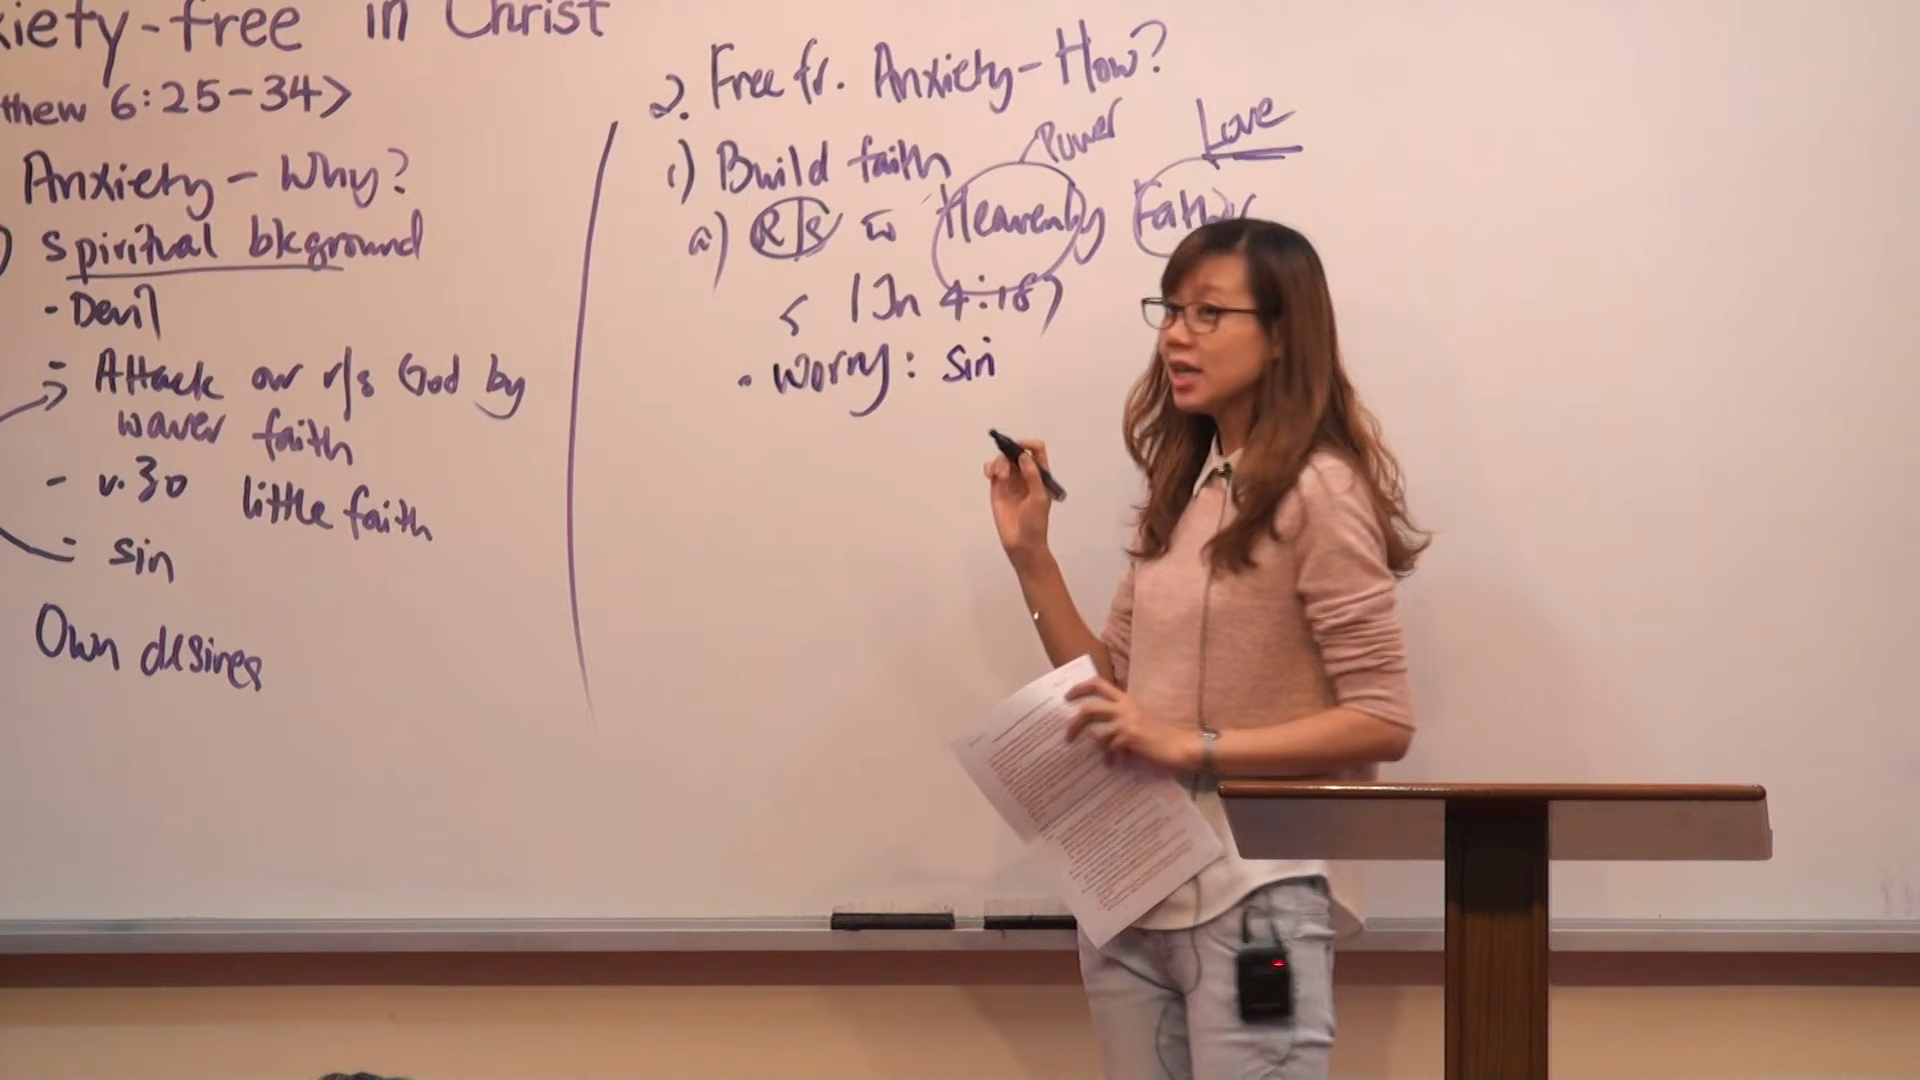 xiety-free in Christ
thew 6:25-34>
Anxiety - Why?
) spiritual bkground
- Devil
Attack our r/s God by
waver faith
- v.30 little faith
- sin
Own desires
2. Free fr. Anxiety - How?
Power
Love
1) Build faith
a) R/S w Heavenly Father
< 1Jn 4:18>
• worry: sin